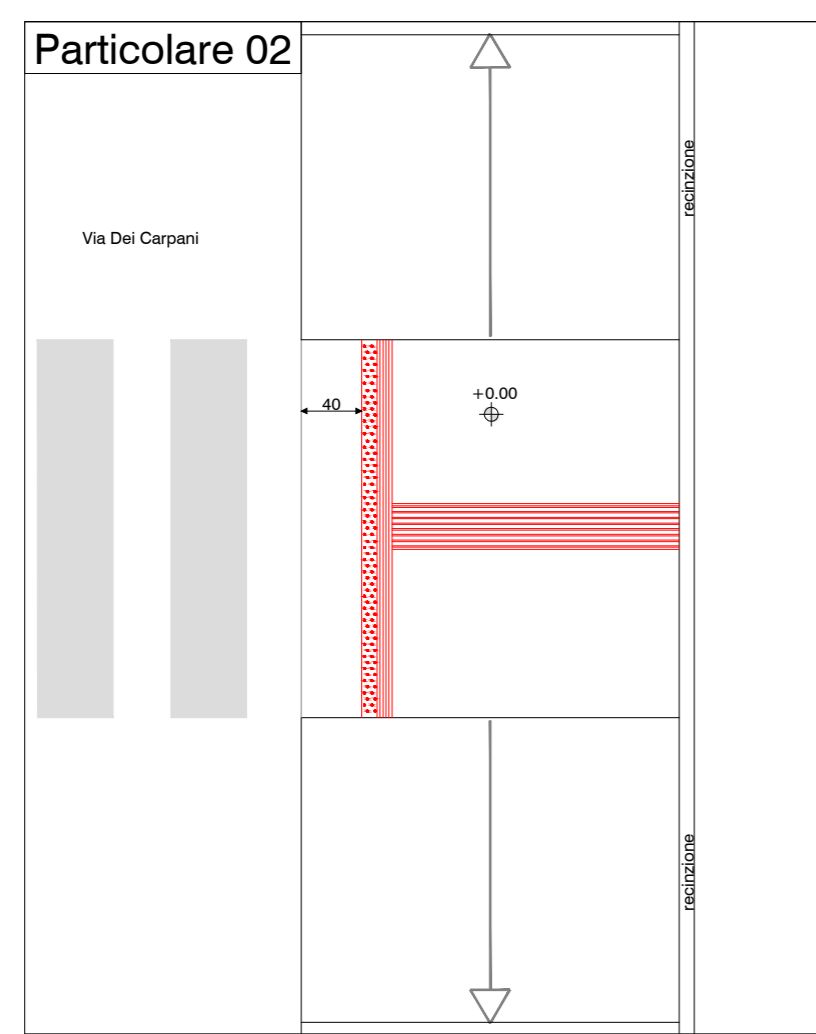 Particolare 02
recinzione
Via Dei Carpani
+0.00
40
recinzione